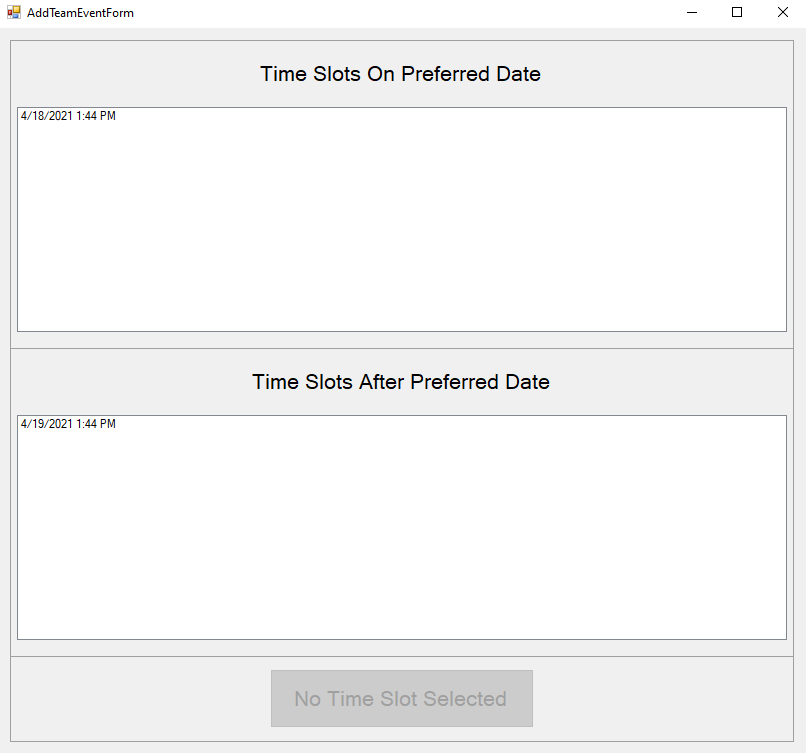 AddTeamEventForm
Time Slots On Preferred Date
4/18/2021 1:44 PM
Time Slots After Preferred Date
4/19/2021 1:44 PM
No Time Slot Selected